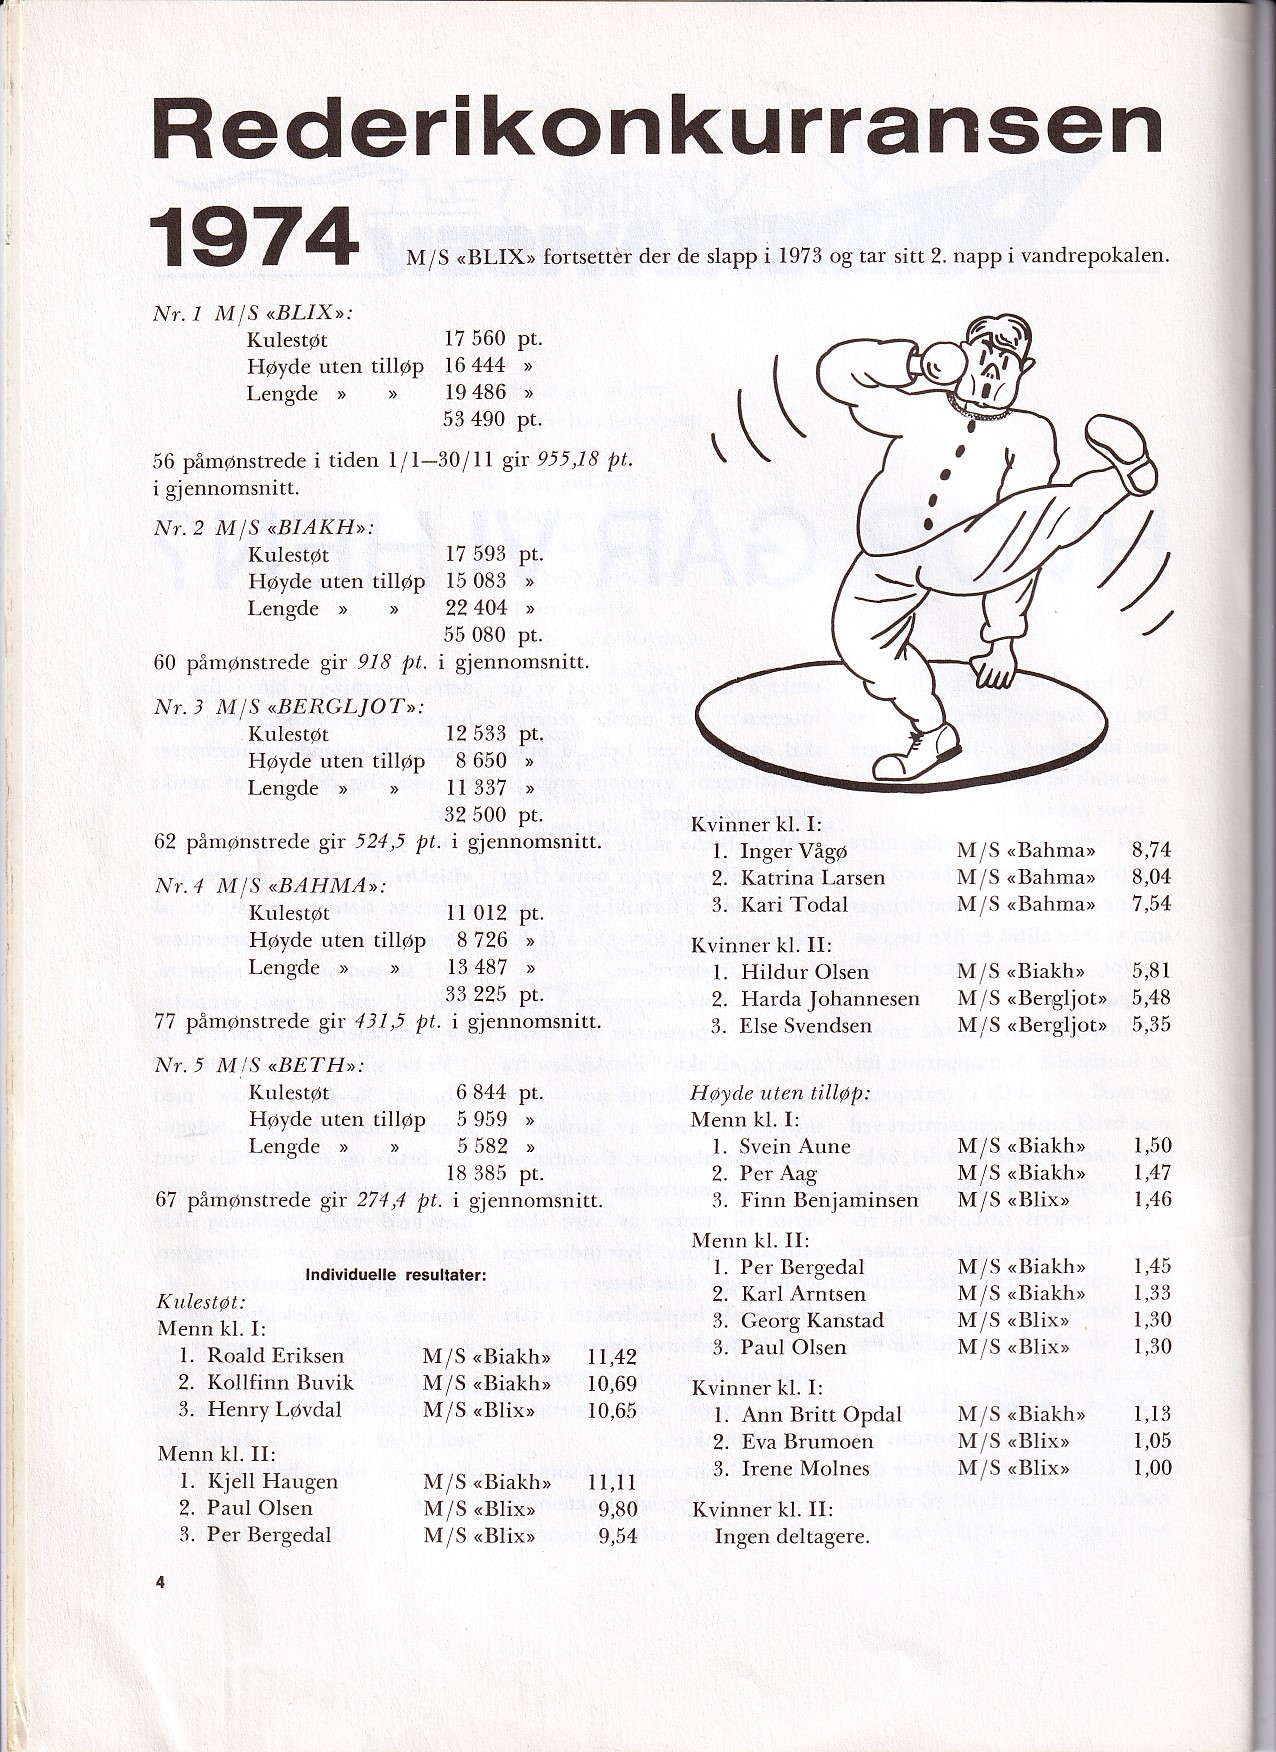 Rederikonkurransen
1974
M/S «BLIX» fortsetter der de slapp i 1973 og tar sitt 2. napp i vandrepokalen.
Nr. 1 M/S «BLIX»:
Kulestøt 17 560 pt.
Høyde uten tilløp 16 444 »
Lengde » » 19 486 »
53 490 pt.
56 påmønstrede i tiden 1/1—30/11 gir 955,18 pt.
i gjennomsnitt.
Nr. 2 M/S «BIAKH»:
Kulestøt 17 593 pt.
Høyde uten tilløp 15 083 »
Lengde » » 22 404 »
55 080 pt.
60 påmønstrede gir 918 pt. i gjennomsnitt.
Nr. 3 M/S «BERGLJOT»:
Kulestøt 12 533 pt.
Høyde uten tilløp 8 650 »
Lengde » » 11 337 »
32 500 pt.
62 påmønstrede gir 524,5 pt. i gjennomsnitt.
Nr. 4 M/S «BAHMA»:
Kulestøt 11 012 pt.
Høyde uten tilløp 8 726 »
Lengde » » 13 487 »
33 225 pt.
77 påmønstrede gir 431,5 pt. i gjennomsnitt.
Nr. 5 M/S «BETH»:
Kulestøt 6 844 pt.
Høyde uten tilløp 5 959 »
Lengde » » 5 582 »
18 385 pt.
67 påmønstrede gir 274,4 pt. i gjennomsnitt.
Individuelle resultater:
Kulestøt:
Menn kl. I:
1. Roald Eriksen M/S «Biakh» 11,42
2. Kollfinn Buvik M/S «Biakh» 10,69
3. Henry Løvdal M/S «Blix» 10,65
Menn kl. II:
1. Kjell Haugen M/S «Biakh» 11,11
2. Paul Olsen M/S «Blix» 9,80
3. Per Bergedal M/S «Blix» 9,54
4
Kvinner kl. I:
1. Inger Vågø M/S «Bahma» 8,74
2. Katrina Larsen M/S «Bahma» 8,04
3. Kari Todal M/S «Bahma» 7,54
Kvinner kl. II:
1. Hildur Olsen M/S «Biakh» 5,81
2. Harda Johannesen M/S «Bergljot» 5,48
3. Else Svendsen M/S «Bergljot» 5,35
Høyde uten tilløp:
Menn kl. I:
1. Svein Aune M/S «Biakh» 1,50
2. Per Aag M/S «Biakh» 1,47
3. Finn Benjaminsen M/S «Blix» 1,46
Menn kl. II:
1. Per Bergedal M/S «Biakh» 1,45
2. Karl Arntsen M/S «Biakh» 1,33
3. Georg Kanstad M/S «Blix» 1,30
3. Paul Olsen M/S «Blix» 1,30
Kvinner kl. I:
1. Ann Britt Opdal M/S «Biakh» 1,13
2. Eva Brumoen M/S «Blix» 1,05
3. Irene Molnes M/S «Blix» 1,00
Kvinner kl. II:
Ingen deltagere.